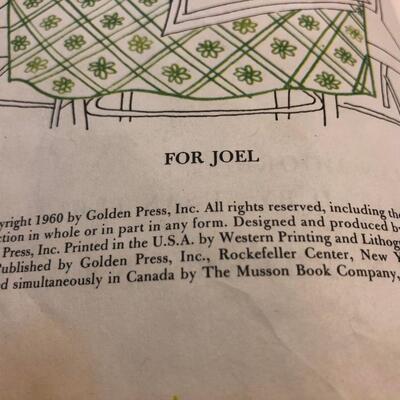 FOR JOEL
yright 1960 by Golden Press, Inc. All rights reserved, including the
ction in whole or in part in any form. Designed and produced by
Press, Inc. Printed in the U.S.A. by Western Printing and Lithog
Published by Golden Press, Inc., Rockefeller Center, New Y
ed simultaneously in Canada by The Musson Book Company,